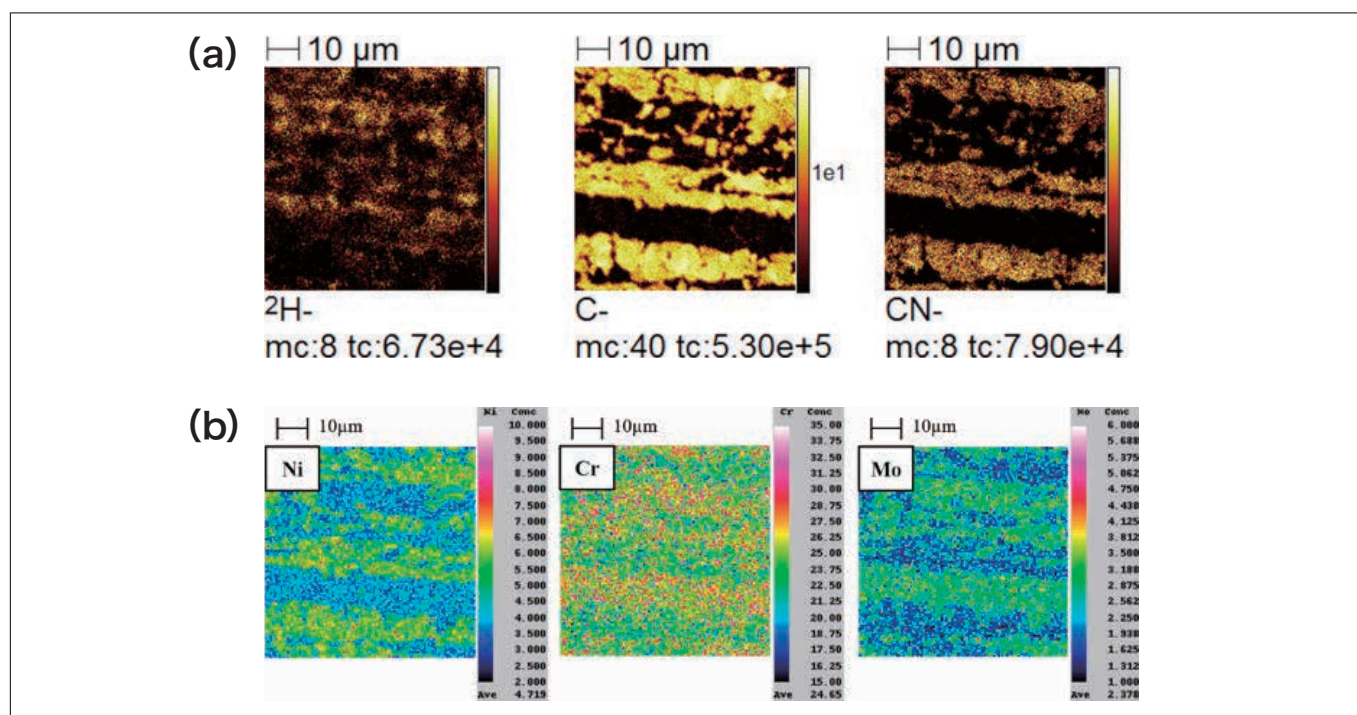 (a)
10 µm
10 µm
10 µm
1e1
2H-
mc:8 tc:6.73e+4
C-
mc:40 tc:5.30e+5
CN-
mc:8 tc:7.90e+4
(b)
10µm
Ni
Ni Conc
10.000
9.500
9.000
8.500
8.000
7.500
7.000
6.500
6.000
5.500
5.000
4.500
4.000
3.500
3.000
2.500
2.000
Ave 4.719
10µm
Cr
Cr Conc
35.00
33.75
32.50
31.25
30.00
28.75
27.50
26.25
25.00
23.75
22.50
21.25
20.00
18.75
17.50
16.25
15.00
Ave 24.65
10µm
Mo
Mo Conc
6.000
5.688
5.375
5.062
4.750
4.438
4.125
3.812
3.500
3.188
2.875
2.562
2.250
1.938
1.625
1.312
1.000
Ave 2.378